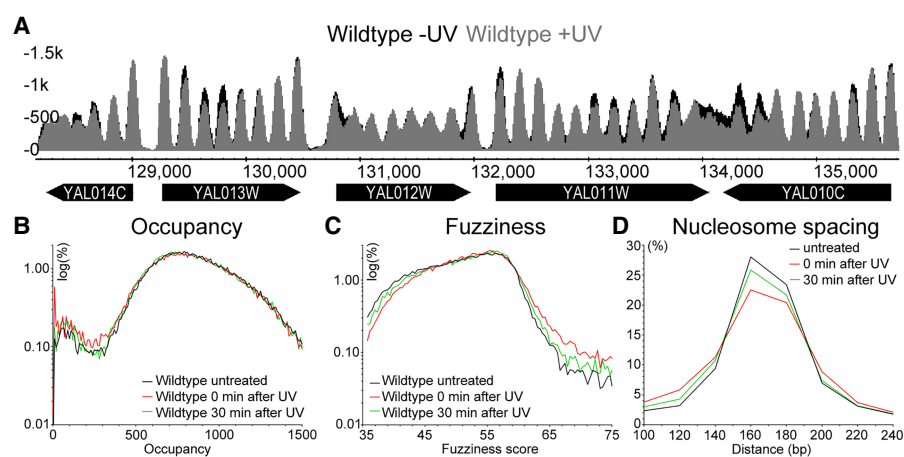 A
Wildtype -UV Wildtype +UV
-1.5k
-1k
-500
-0
129,000 130,000 131,000 132,000 133,000 134,000 135,000
YAL014C YAL013W YAL012W YAL011W YAL010C
B Occupancy
log(%)
1.00
0.10
0.01
Wildtype untreated
Wildtype 0 min after UV
Wildtype 30 min after UV
0 500 1000 1500
Occupancy
C Fuzziness
log(%)
1.00
0.10
0.01
Wildtype untreated
Wildtype 0 min after UV
Wildtype 30 min after UV
35 45 55 65 75
Fuzziness score
D Nucleosome spacing
(%)
30
25
20
15
10
5
0
untreated
0 min after UV
30 min after UV
100 120 140 160 180 200 220 240
Distance (bp)